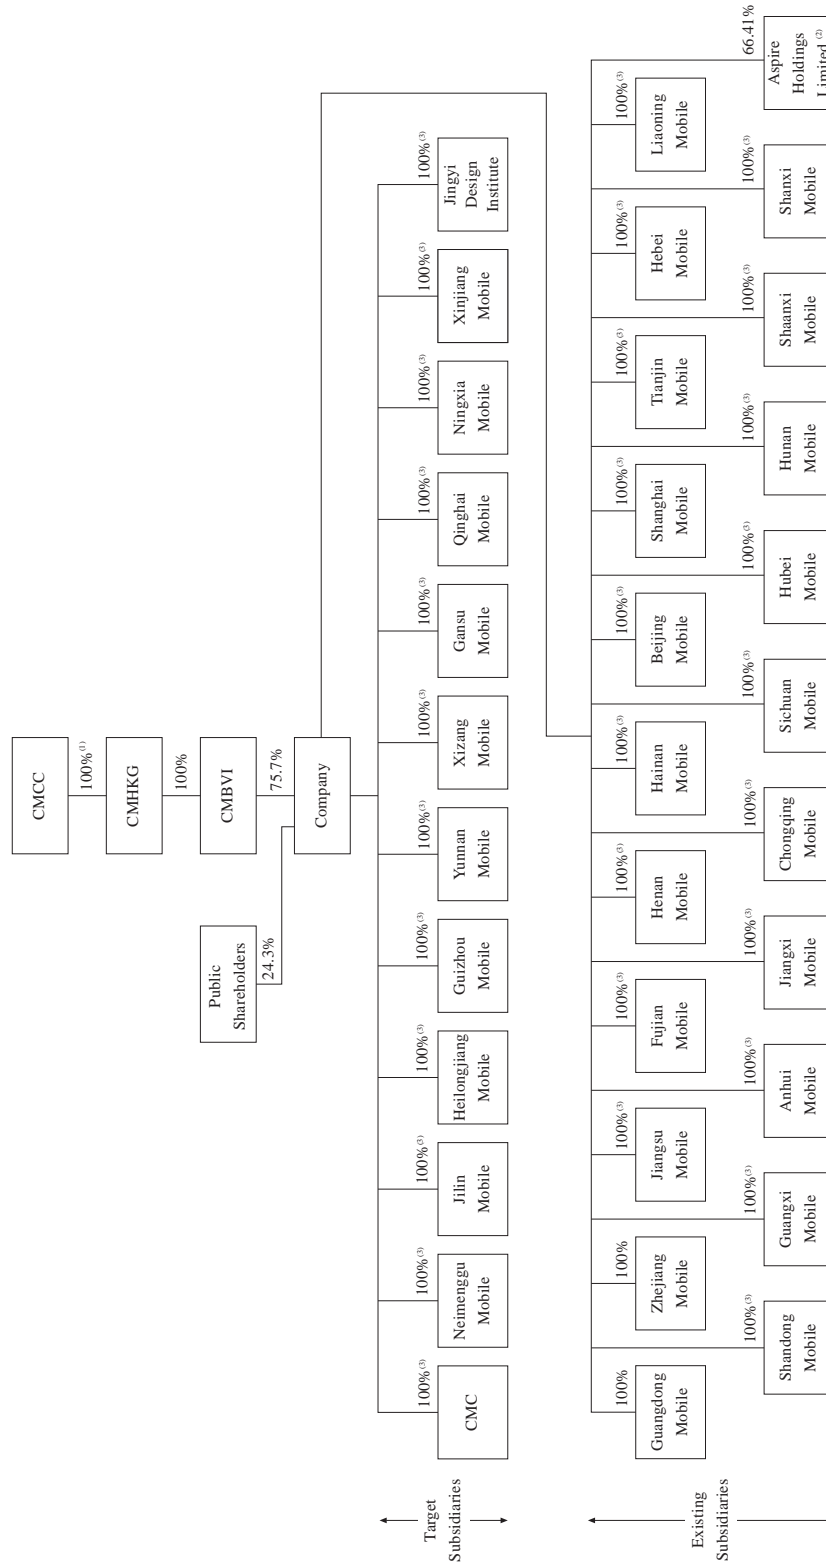 CMCC
100%(1)
CMHKG
100%
Public
Shareholders
CMBVI
24.3%
75.7%
Company
Target
Subsidiaries
100%(3)
CMC
100%(3)
Neimenggu
Mobile
100%(3)
Jilin
Mobile
100%(3)
Heilongjiang
Mobile
100%(3)
Guizhou
Mobile
100%(3)
Yunnan
Mobile
100%(3)
Xizang
Mobile
100%(3)
Gansu
Mobile
100%(3)
Qinghai
Mobile
100%(3)
Ningxia
Mobile
100%(3)
Xinjiang
Mobile
100%(3)
Jingyi
Design
Institute
Existing
Subsidiaries
100%
Guangdong
Mobile
100%
Zhejiang
Mobile
100%(3)
Jiangsu
Mobile
100%(3)
Fujian
Mobile
100%(3)
Henan
Mobile
100%(3)
Hainan
Mobile
100%(3)
Beijing
Mobile
100%(3)
Shanghai
Mobile
100%(3)
Tianjin
Mobile
100%(3)
Hebei
Mobile
100%(3)
Liaoning
Mobile
100%(3)
Shandong
Mobile
100%(3)
Guangxi
Mobile
100%(3)
Anhui
Mobile
100%(3)
Jiangxi
Mobile
100%(3)
Chongqing
Mobile
100%(3)
Sichuan
Mobile
100%(3)
Hubei
Mobile
100%(3)
Hunan
Mobile
100%(3)
Shaanxi
Mobile
100%(3)
Shanxi
Mobile
66.41%
Aspire
Holdings
Limited (2)